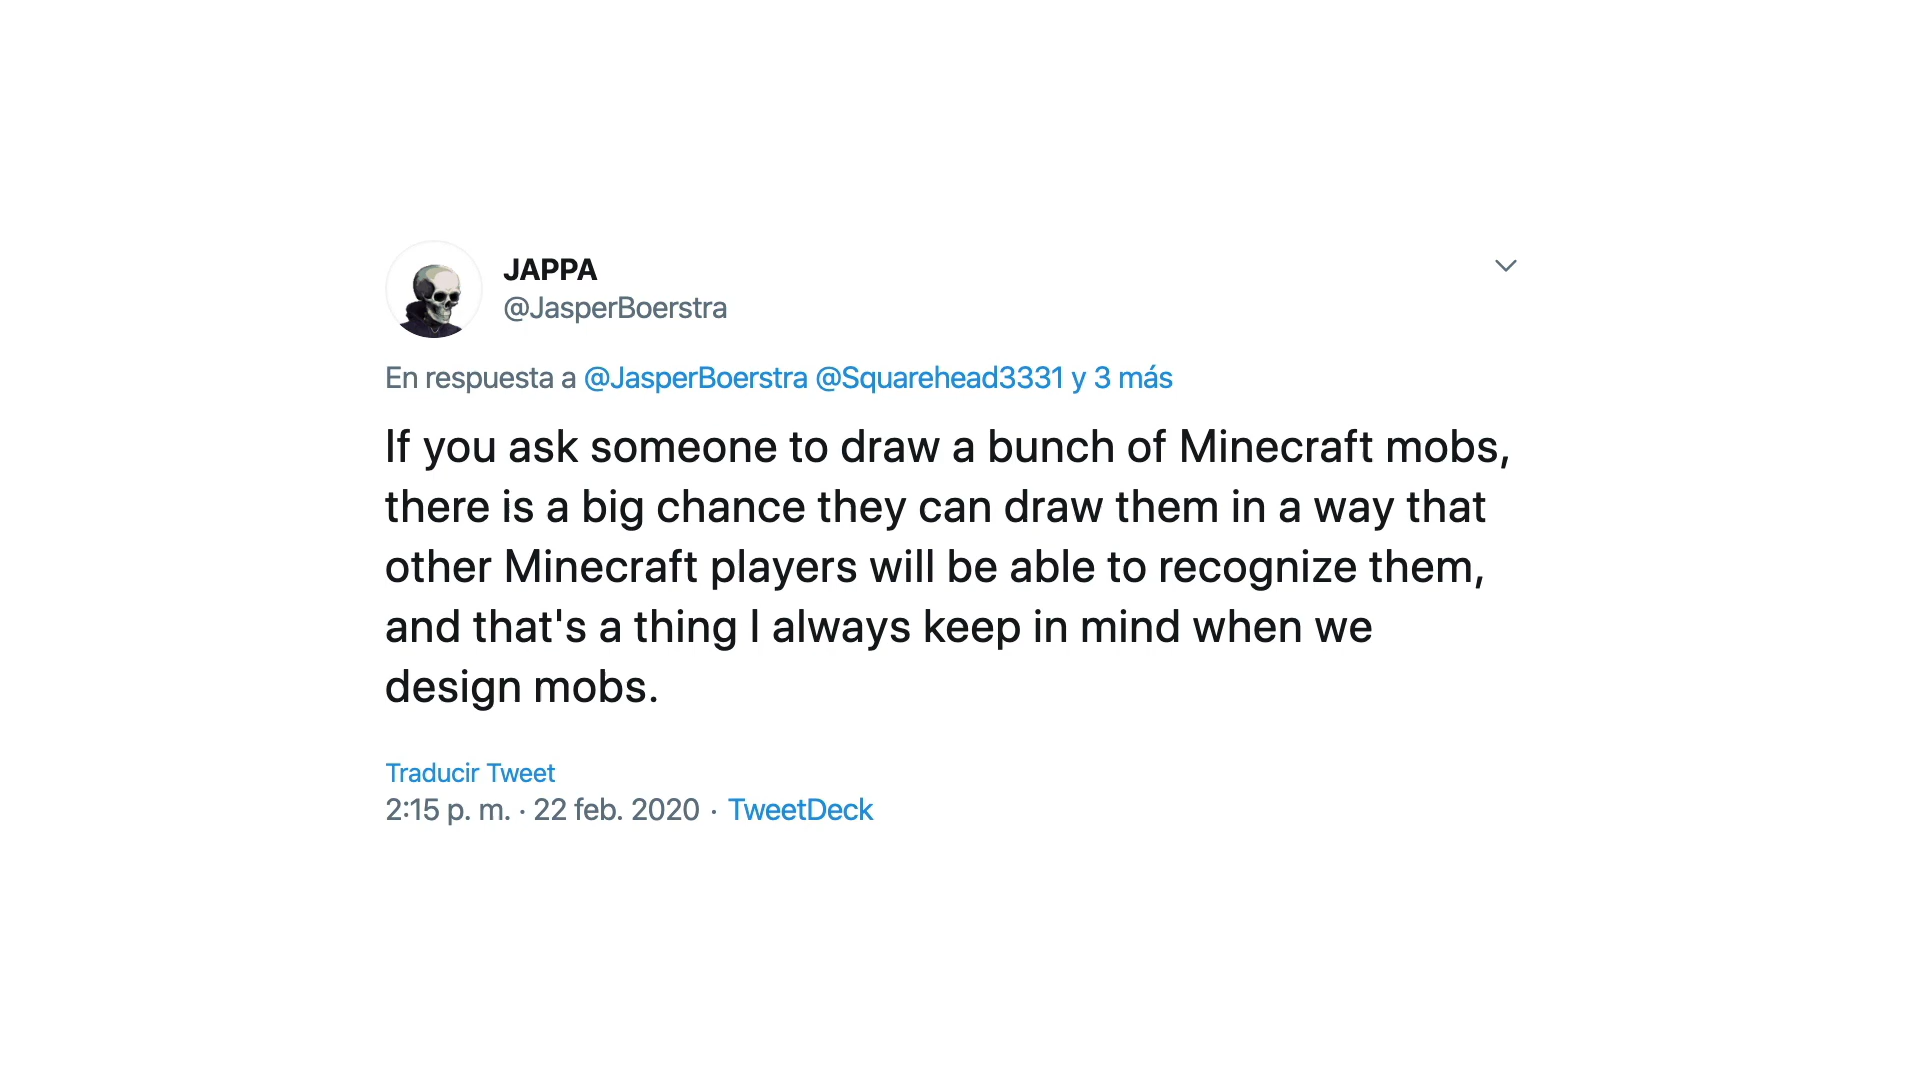 JAPPA
@JasperBoerstra
En respuesta a @JasperBoerstra @Squarehead3331 y 3 más
If you ask someone to draw a bunch of Minecraft mobs,
there is a big chance they can draw them in a way that
other Minecraft players will be able to recognize them,
and that's a thing I always keep in mind when we
design mobs.
Traducir Tweet
2:15 p. m. · 22 feb. 2020 · TweetDeck